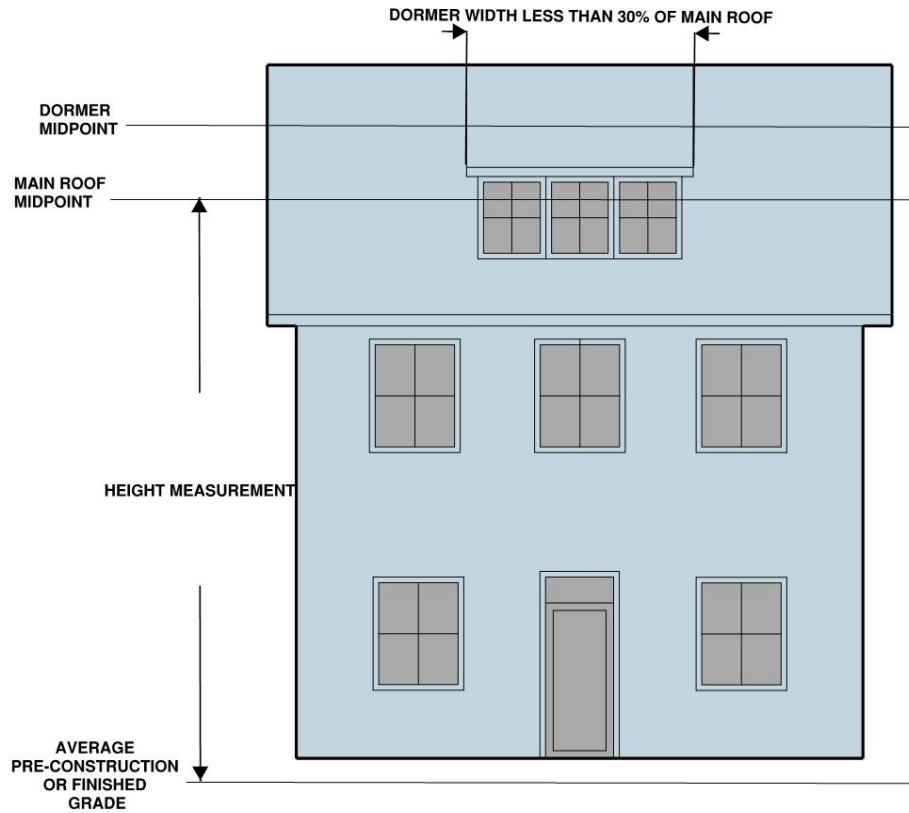 DORMER WIDTH LESS THAN 30% OF MAIN ROOF
DORMER
MIDPOINT
MAIN ROOF
MIDPOINT
HEIGHT MEASUREMENT
AVERAGE
PRE-CONSTRUCTION
OR FINISHED
GRADE